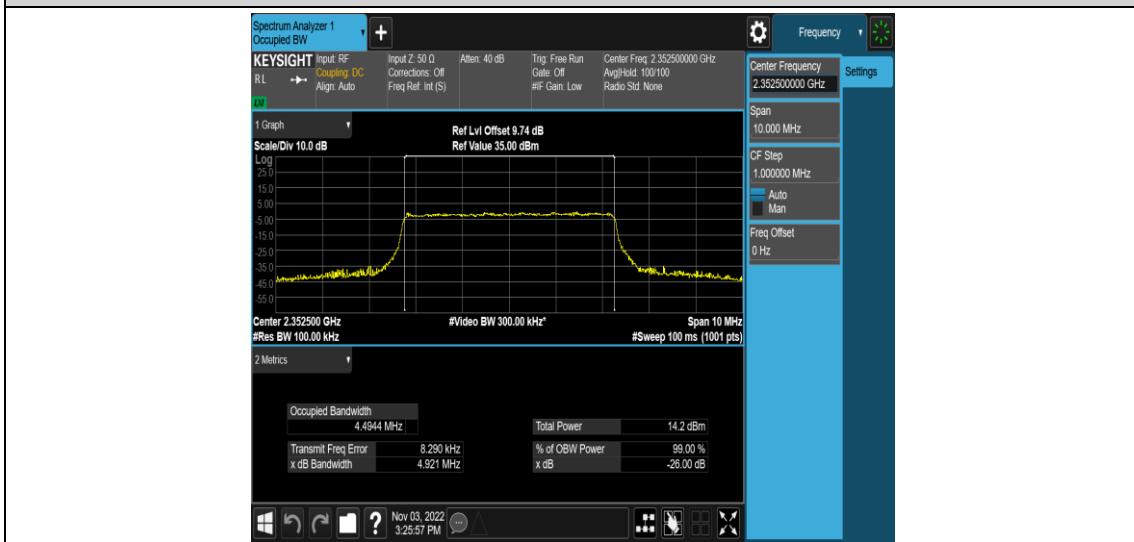 Spectrum Analyzer 1
Occupied BW
+
Frequency
KEYSIGHT
RL
Input: RF
Coupling: DC
Align: Auto
Input Z: 50 Ω
Corrections: Off
Freq Ref: Int (S)
Atten: 40 dB
Trig: Free Run
Gate: Off
#IF Gain: Low
Center Freq: 2.352500000 GHz
Avg|Hold: 100/100
Radio Std: None
Center Frequency
2.352500000 GHz
Settings
Span
10.000 MHz
CF Step
1.000000 MHz
Auto
Man
Freq Offset
0 Hz
1 Graph
Ref Lvl Offset 9.74 dB
Scale/Div 10.0 dB
Ref Value 35.00 dBm
Log
25.0
15.0
5.00
-5.00
-15.0
-25.0
-35.0
-45.0
-55.0
Center 2.352500 GHz
#Video BW 300.00 kHz*
Span 10 MHz
#Res BW 100.00 kHz
#Sweep 100 ms (1001 pts)
2 Metrics
Occupied Bandwidth
4.4944 MHz
Total Power 14.2 dBm
Transmit Freq Error 8.290 kHz
% of OBW Power 99.00 %
x dB Bandwidth 4.921 MHz
x dB -26.00 dB
?
Nov 03, 2022
3:25:57 PM